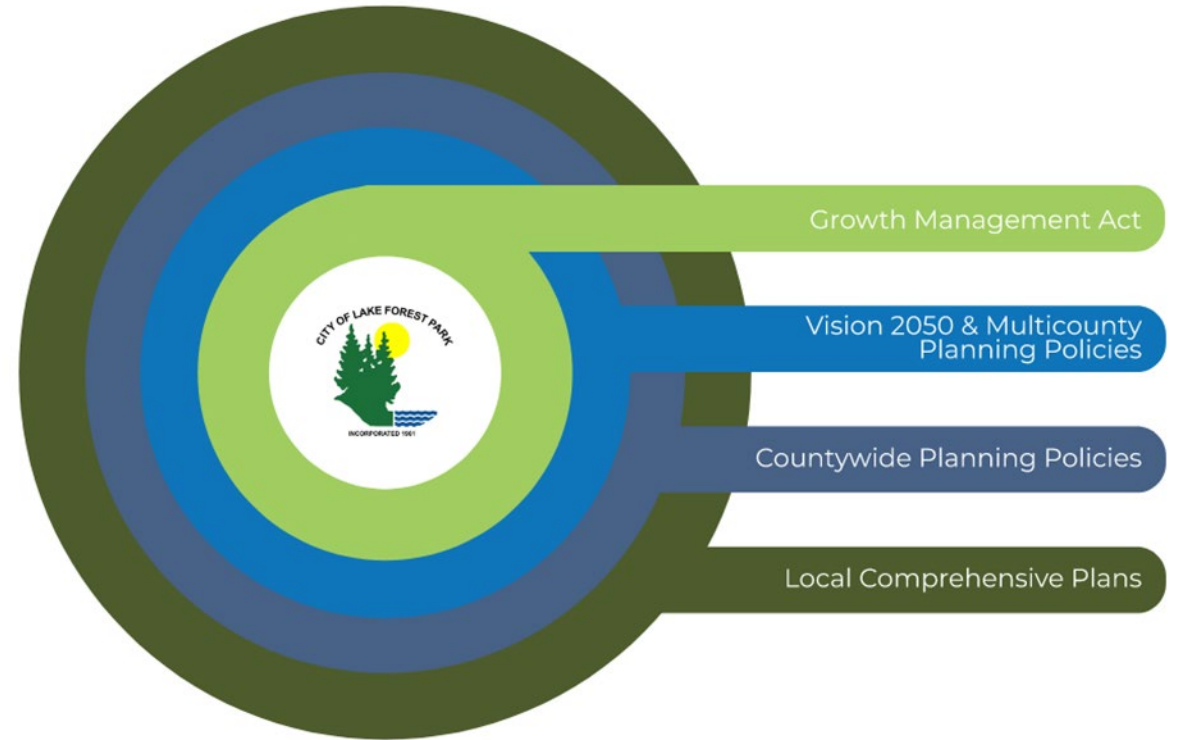 CITY OF LAKE FOREST PARK
INCORPORATED 1961
Growth Management Act
Vision 2050 & Multicounty
Planning Policies
Countywide Planning Policies
Local Comprehensive Plans